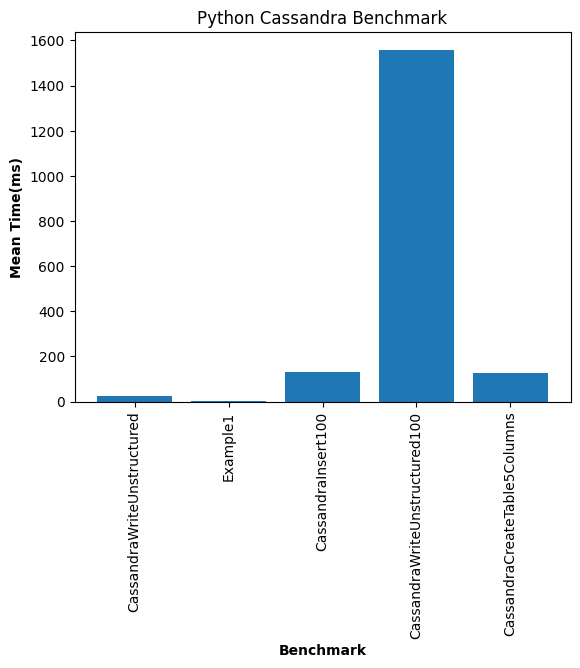 Python Cassandra Benchmark
Mean Time(ms)
1600
1400
1200
1000
800
600
400
200
0
CassandraWriteUnstructured
Example1
CassandraInsert100
CassandraWriteUnstructured100
CassandraCreateTable5Columns
Benchmark